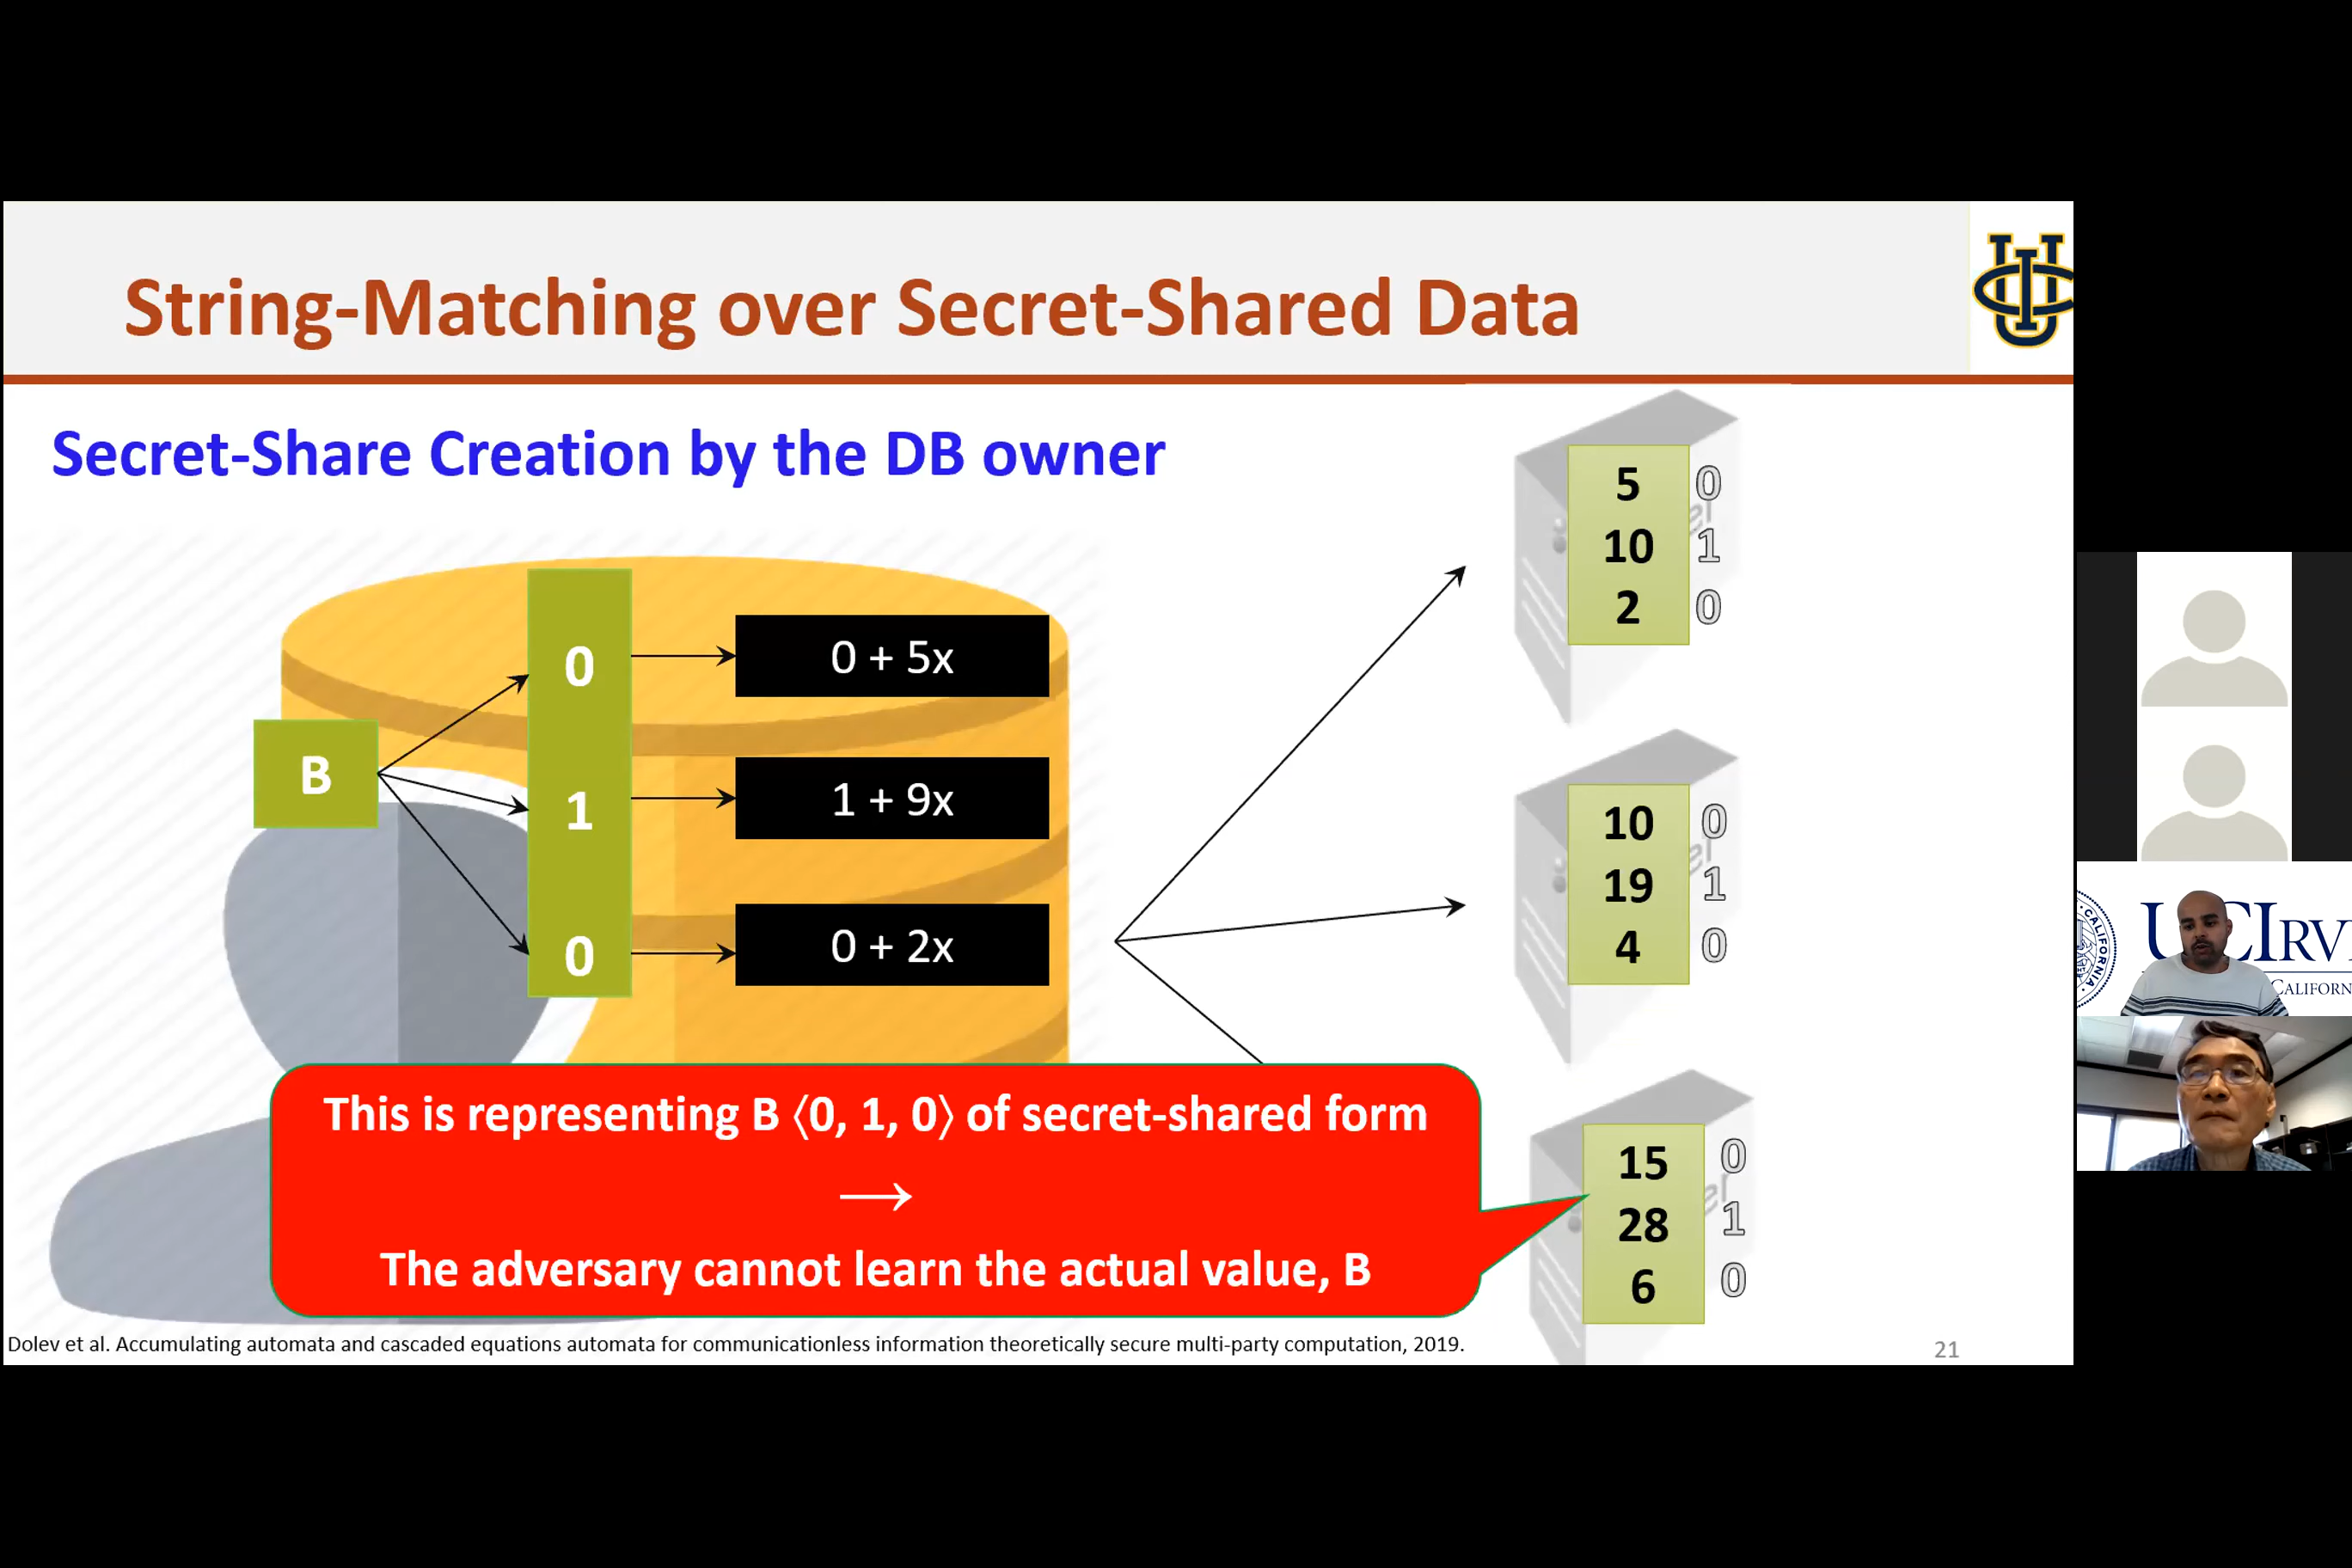 String-Matching over Secret-Shared Data
Secret-Share Creation by the DB owner
B
0
1
0
0 + 5x
1 + 9x
0 + 2x
5 0
10 1
2 0
10 0
19 1
4 0
15 0
28 1
6 0
This is representing B ⟨0, 1, 0⟩ of secret-shared form
→
The adversary cannot learn the actual value, B
Dolev et al. Accumulating automata and cascaded equations automata for communicationless information theoretically secure multi-party computation, 2019.
21